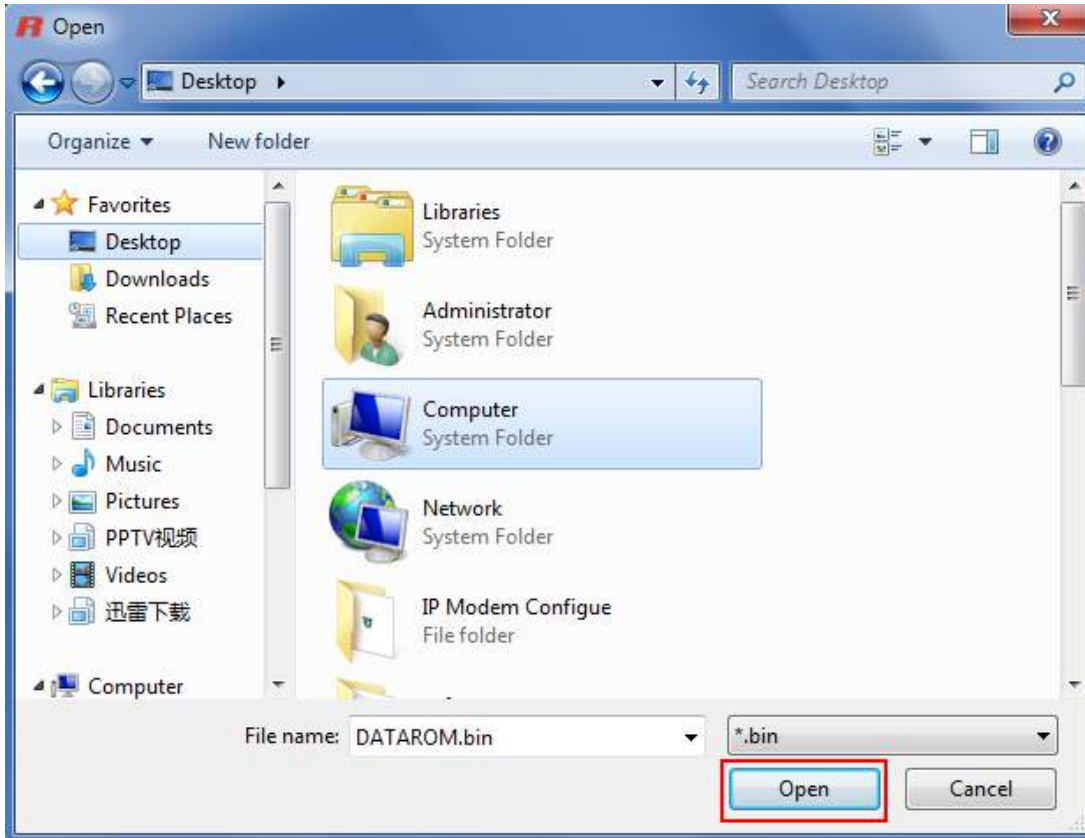 Open
Desktop
Search Desktop
Organize
New folder
Favorites
Desktop
Downloads
Recent Places
Libraries
Documents
Music
Pictures
PPTV视频
Videos
迅雷下载
Computer
Libraries
System Folder
Administrator
System Folder
Computer
System Folder
Network
System Folder
IP Modem Configue
File folder
File name: DATAROM.bin
*.bin
Open
Cancel